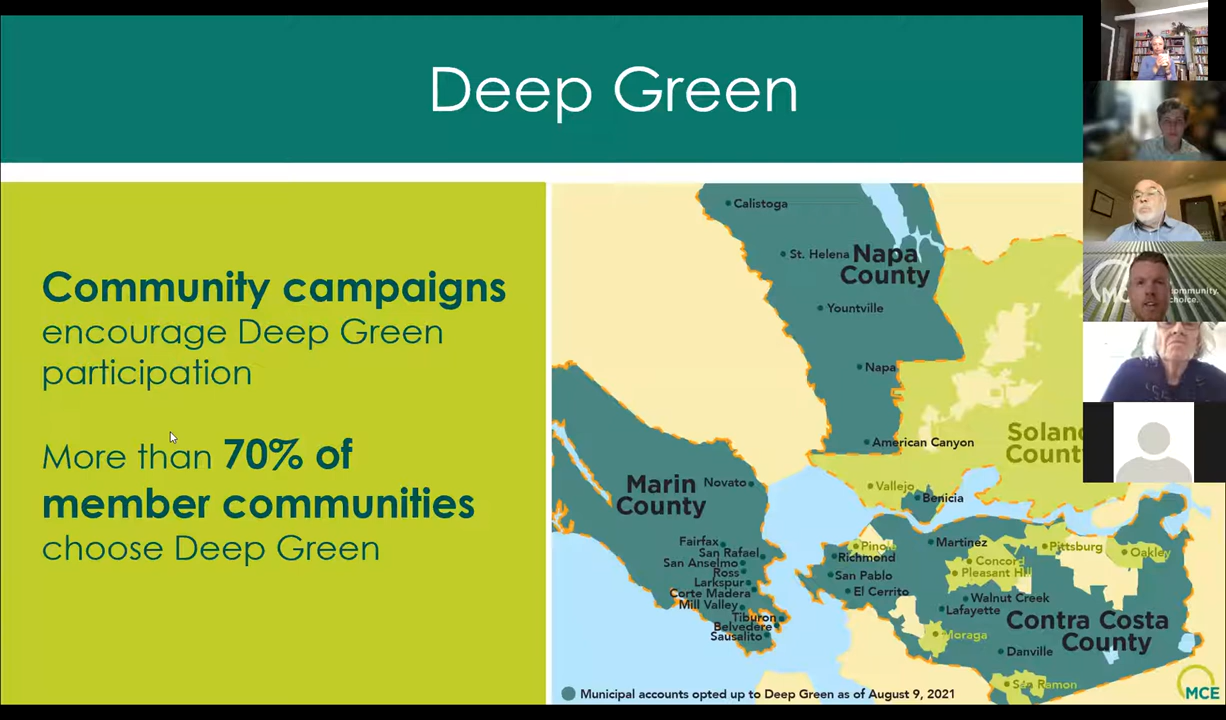 Deep Green
Community campaigns
encourage Deep Green
participation
More than 70% of
member communities
choose Deep Green
Calistoga
St. Helena
Napa
County
Yountville
Napa
American Canyon
Vallejo
Benicia
Marin
County
Novato
Fairfax
San Rafael
San Anselmo
Ross
Larkspur
Corte Madera
Mill Valley
Tiburon
Belvedere
Sausalito
Richmond
San Pablo
El Cerrito
Martinez
Concord
Pleasant Hill
Pittsburg
Oakley
Walnut Creek
Lafayette
Moraga
Danville
San Ramon
Contra Costa
County
Municipal accounts opted up to Deep Green as of August 9, 2021
MCE
community.
choice.